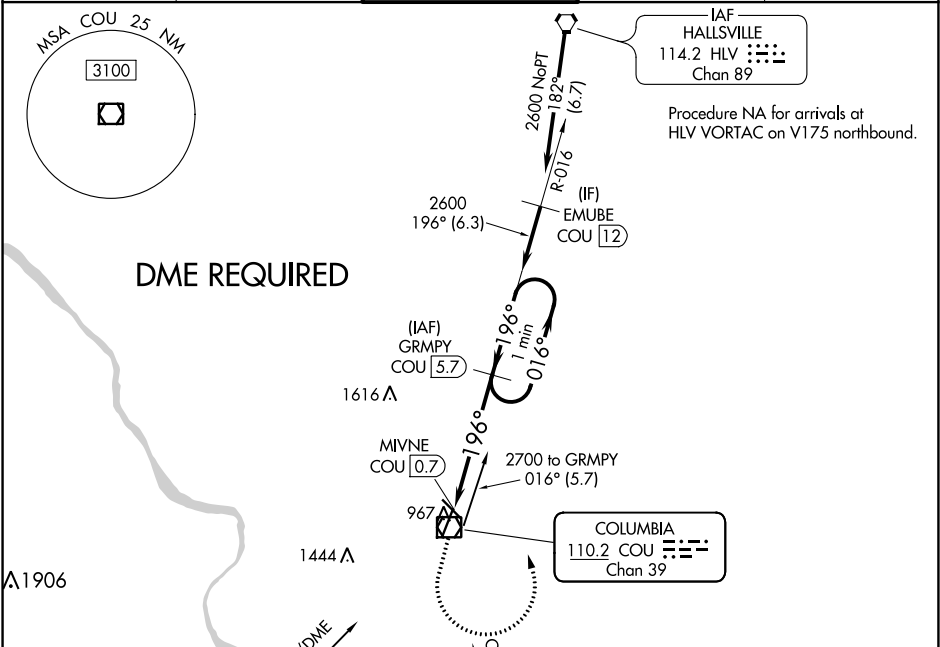 MSA COU 25 NM
3100
IAF
HALLSVILLE
114.2 HLV
Chan 89
Procedure NA for arrivals at
HLV VORTAC on V175 northbound.
2600 NoPT
182°
(6.7)
R-016
(IF)
EMUBE
COU 12
2600
196° (6.3)
DME REQUIRED
196°
1 min
016°
(IAF)
GRMPY
COU 5.7
1616
196°
MIVNE
COU 0.7
2700 to GRMPY
016° (5.7)
967
COLUMBIA
110.2 COU
Chan 39
1444
1906
/DME